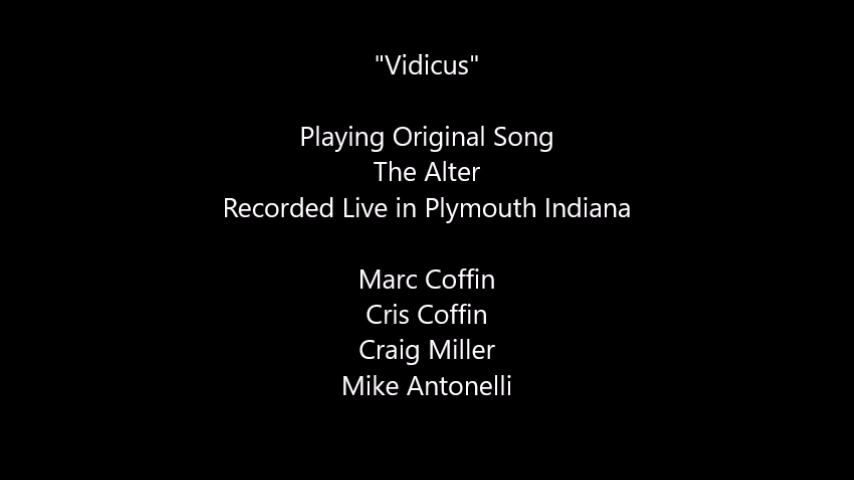 "Vidicus"
Playing Original Song
The Alter
Recorded Live in Plymouth Indiana
Marc Coffin
Cris Coffin
Craig Miller
Mike Antonelli